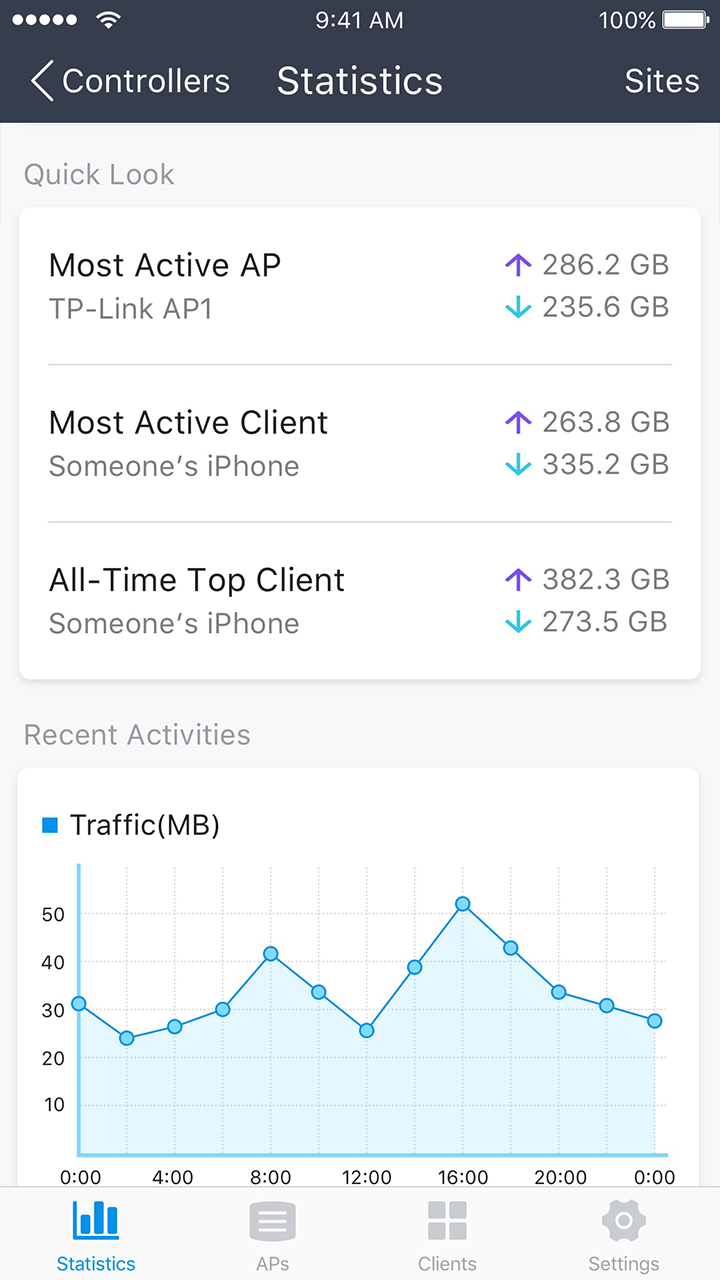 9:41 AM 100%
Controllers Statistics Sites
Quick Look
Most Active AP 286.2 GB
TP-Link AP1 235.6 GB
Most Active Client 263.8 GB
Someone’s iPhone 335.2 GB
All-Time Top Client 382.3 GB
Someone’s iPhone 273.5 GB
Recent Activities
Traffic(MB)
50
40
30
20
10
0:00 4:00 8:00 12:00 16:00 20:00 0:00
Statistics APs Clients Settings